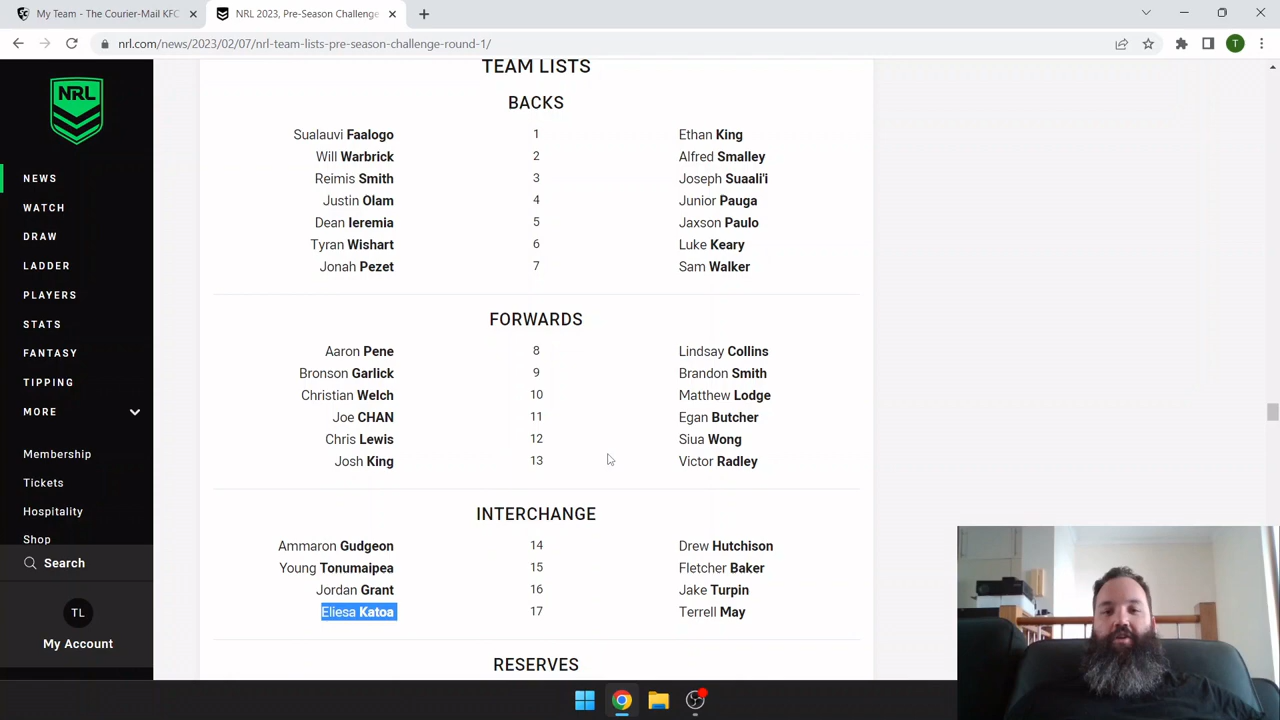 My Team - The Courier-Mail KFC
NRL 2023, Pre-Season Challenge
nrl.com/news/2023/02/07/nrl-team-lists-pre-season-challenge-round-1/
T
NRL
NEWS
WATCH
DRAW
LADDER
PLAYERS
STATS
FANTASY
TIPPING
MORE
Membership
Tickets
Hospitality
Shop
Search
TL
My Account
TEAM LISTS
BACKS
Sualauvi Faalogo 1 Ethan King
Will Warbrick 2 Alfred Smalley
Reimis Smith 3 Joseph Suaali'i
Justin Olam 4 Junior Pauga
Dean Ieremia 5 Jaxson Paulo
Tyran Wishart 6 Luke Keary
Jonah Pezet 7 Sam Walker
FORWARDS
Aaron Pene 8 Lindsay Collins
Bronson Garlick 9 Brandon Smith
Christian Welch 10 Matthew Lodge
Joe CHAN 11 Egan Butcher
Chris Lewis 12 Siua Wong
Josh King 13 Victor Radley
INTERCHANGE
Ammaron Gudgeon 14 Drew Hutchison
Young Tonumaipea 15 Fletcher Baker
Jordan Grant 16 Jake Turpin
Eliesa Katoa 17 Terrell May
RESERVES